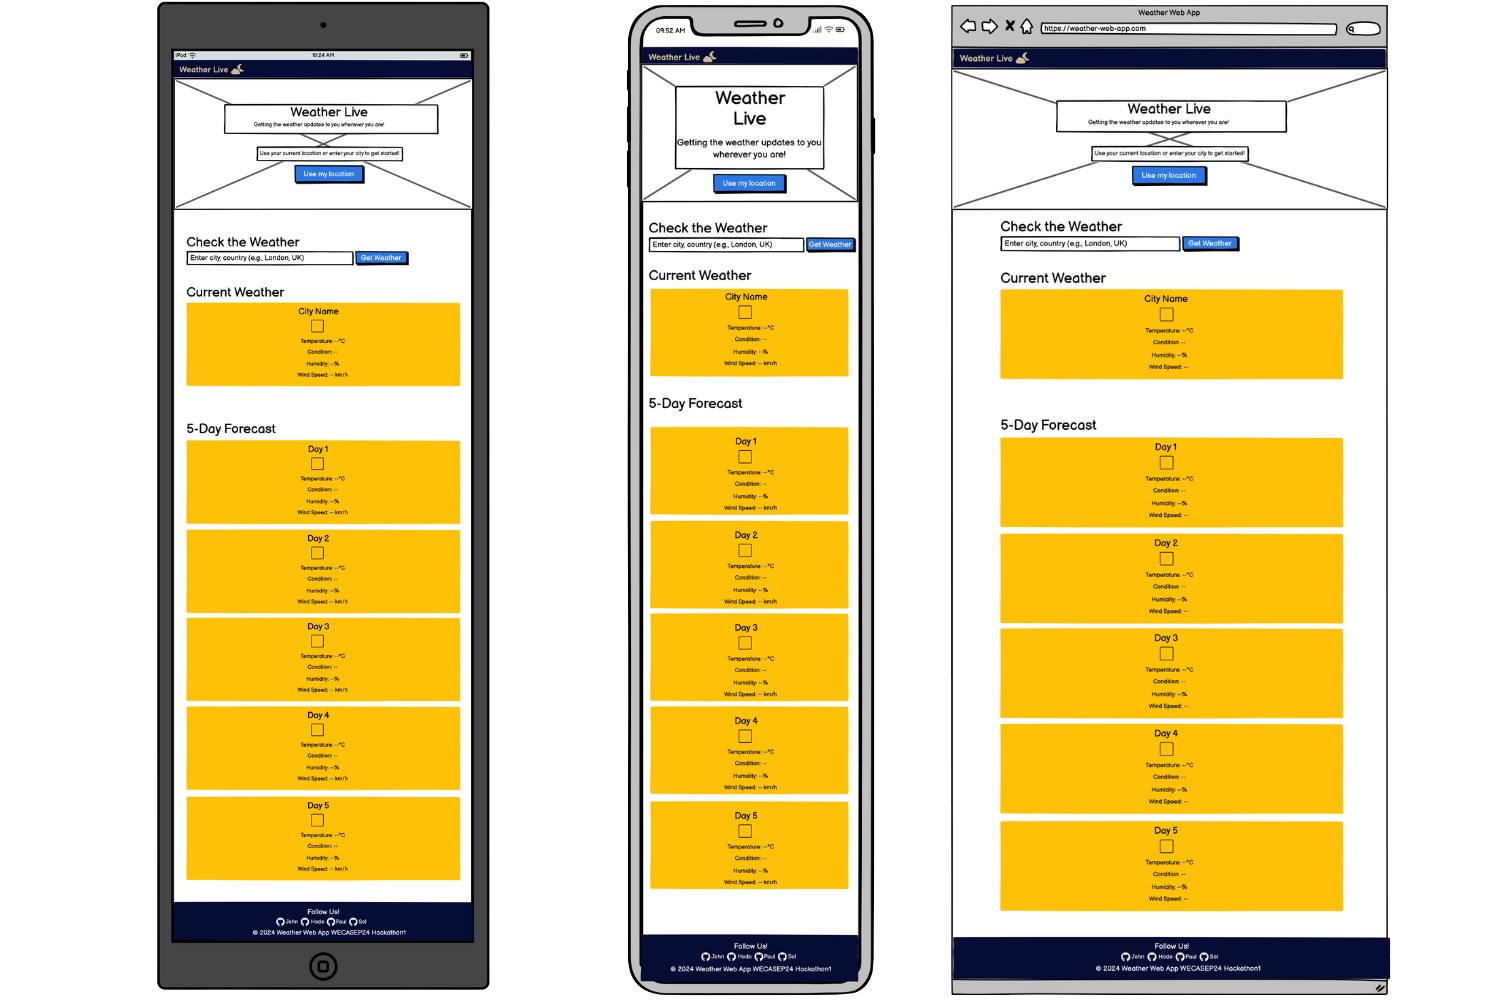 iPad
10:24 AM
Weather Live
Weather Live
Getting the weather updates to you wherever you are!
Use your current location or enter your city to get started!
Use my location
Check the Weather
Enter city, country (e.g., London, UK)
Get Weather
Current Weather
City Name
Temperature: --°C
Condition: --
Humidity: --%
Wind Speed: -- km/h
5-Day Forecast
Day 1
Temperature: --°C
Condition: --
Humidity: --%
Wind Speed: -- km/h
Day 2
Temperature: --°C
Condition: --
Humidity: --%
Wind Speed: -- km/h
Day 3
Temperature: --°C
Condition: --
Humidity: --%
Wind Speed: -- km/h
Day 4
Temperature: --°C
Condition: --
Humidity: --%
Wind Speed: -- km/h
Day 5
Temperature: --°C
Condition: --
Humidity: --%
Wind Speed: -- km/h
Follow Us!
John Hodo Paul Sol
© 2024 Weather Web App WECASEP24 Hackathon1
09:52 AM
Weather Live
Weather
Live
Getting the weather updates to you
wherever you are!
Use my location
Check the Weather
Enter city, country (e.g., London, UK)
Get Weather
Current Weather
City Name
Temperature: --°C
Condition: --
Humidity: --%
Wind Speed: -- km/h
5-Day Forecast
Day 1
Temperature: --°C
Condition: --
Humidity: --%
Wind Speed: -- km/h
Day 2
Temperature: --°C
Condition: --
Humidity: --%
Wind Speed: -- km/h
Day 3
Temperature: --°C
Condition: --
Humidity: --%
Wind Speed: -- km/h
Day 4
Temperature: --°C
Condition: --
Humidity: --%
Wind Speed: -- km/h
Day 5
Temperature: --°C
Condition: --
Humidity: --%
Wind Speed: -- km/h
Follow Us!
John Hodo Paul Sol
© 2024 Weather Web App WECASEP24 Hackathon1
Weather Web App
https://weather-web-app.com
Weather Live
Weather Live
Getting the weather updates to you wherever you are!
Use your current location or enter your city to get started!
Use my location
Check the Weather
Enter city, country (e.g., London, UK)
Get Weather
Current Weather
City Name
Temperature: --°C
Condition: --
Humidity: --%
Wind Speed: --
5-Day Forecast
Day 1
Temperature: --°C
Condition: --
Humidity: --%
Wind Speed: --
Day 2
Temperature: --°C
Condition: --
Humidity: --%
Wind Speed: --
Day 3
Temperature: --°C
Condition: --
Humidity: --%
Wind Speed: --
Day 4
Temperature: --°C
Condition: --
Humidity: --%
Wind Speed: --
Day 5
Temperature: --°C
Condition: --
Humidity: --%
Wind Speed: --
Follow Us!
John Hodo Paul Sol
© 2024 Weather Web App WECASEP24 Hackathon1